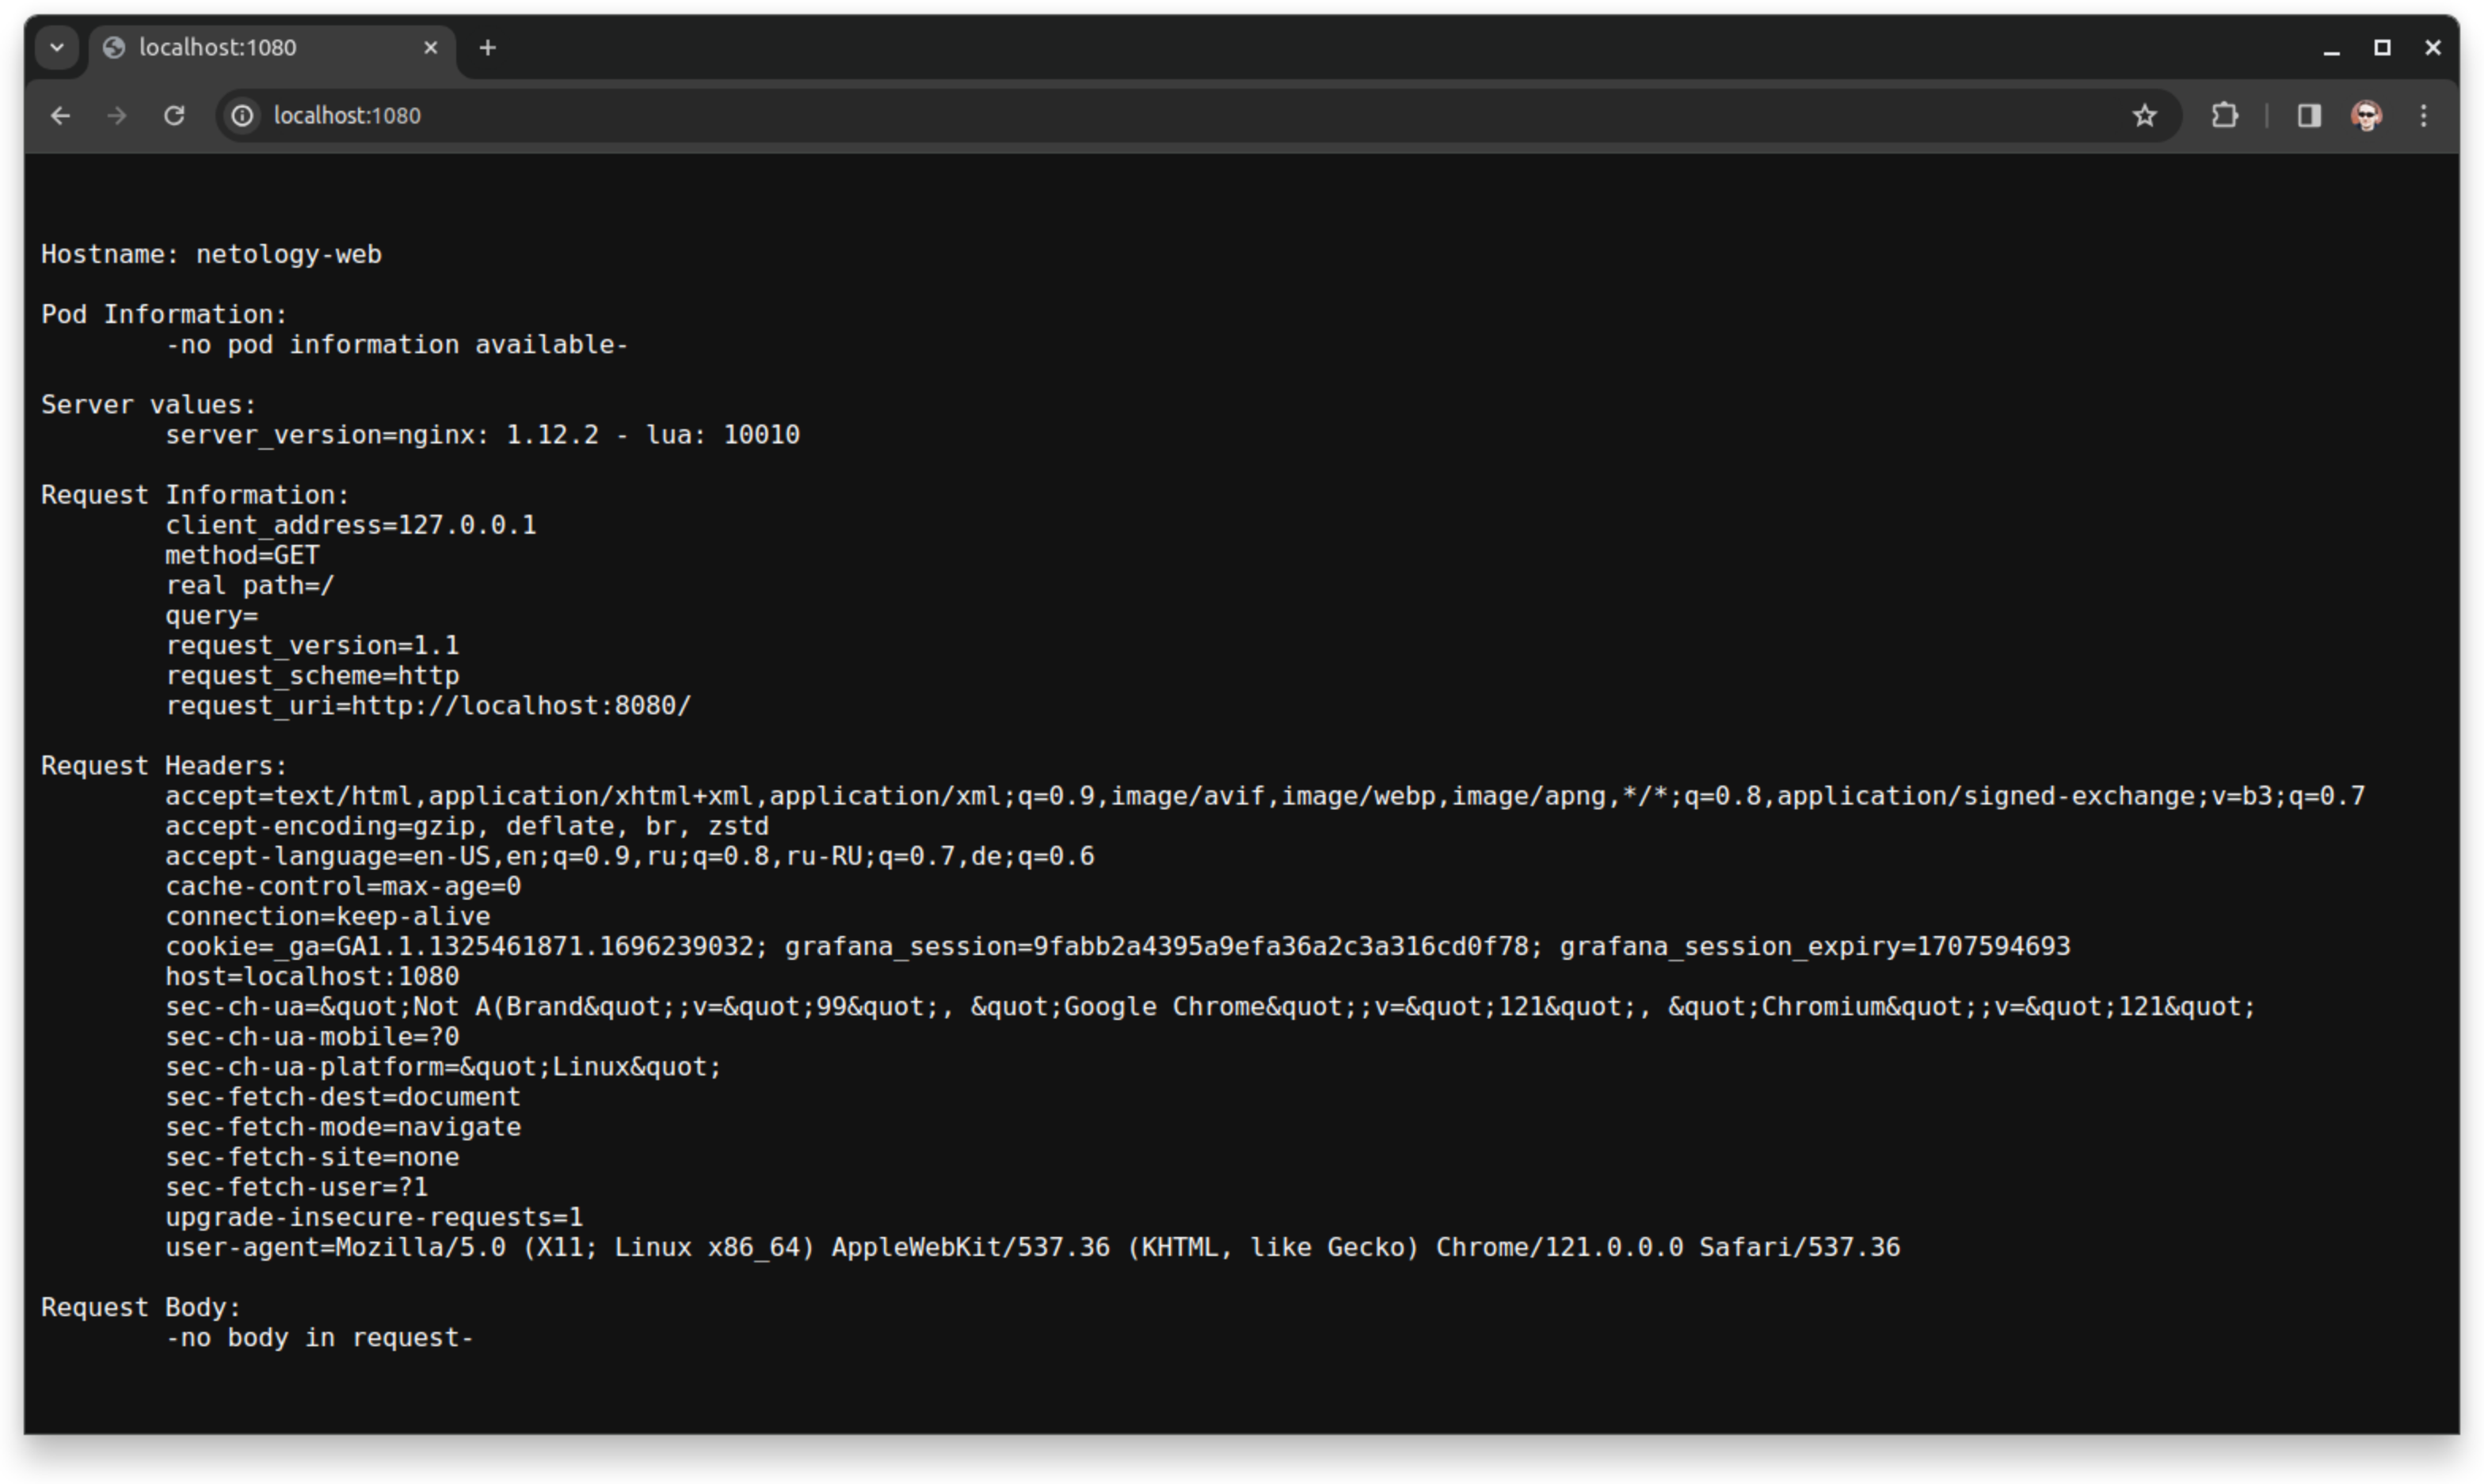 localhost:1080
localhost:1080
Hostname: netology-web
Pod Information:
-no pod information available-
Server values:
server_version=nginx: 1.12.2 - lua: 10010
Request Information:
client_address=127.0.0.1
method=GET
real path=/
query=
request_version=1.1
request_scheme=http
request_uri=http://localhost:8080/
Request Headers:
accept=text/html,application/xhtml+xml,application/xml;q=0.9,image/avif,image/webp,image/apng,*/*;q=0.8,application/signed-exchange;v=b3;q=0.7
accept-encoding=gzip, deflate, br, zstd
accept-language=en-US,en;q=0.9,ru;q=0.8,ru-RU;q=0.7,de;q=0.6
cache-control=max-age=0
connection=keep-alive
cookie=_ga=GA1.1.1325461871.1696239032; grafana_session=9fabb2a4395a9efa36a2c3a316cd0f78; grafana_session_expiry=1707594693
host=localhost:1080
sec-ch-ua=&quot;Not A(Brand&quot;;v=&quot;99&quot;, &quot;Google Chrome&quot;;v=&quot;121&quot;, &quot;Chromium&quot;;v=&quot;121&quot;
sec-ch-ua-mobile=?0
sec-ch-ua-platform=&quot;Linux&quot;
sec-fetch-dest=document
sec-fetch-mode=navigate
sec-fetch-site=none
sec-fetch-user=?1
upgrade-insecure-requests=1
user-agent=Mozilla/5.0 (X11; Linux x86_64) AppleWebKit/537.36 (KHTML, like Gecko) Chrome/121.0.0.0 Safari/537.36
Request Body:
-no body in request-